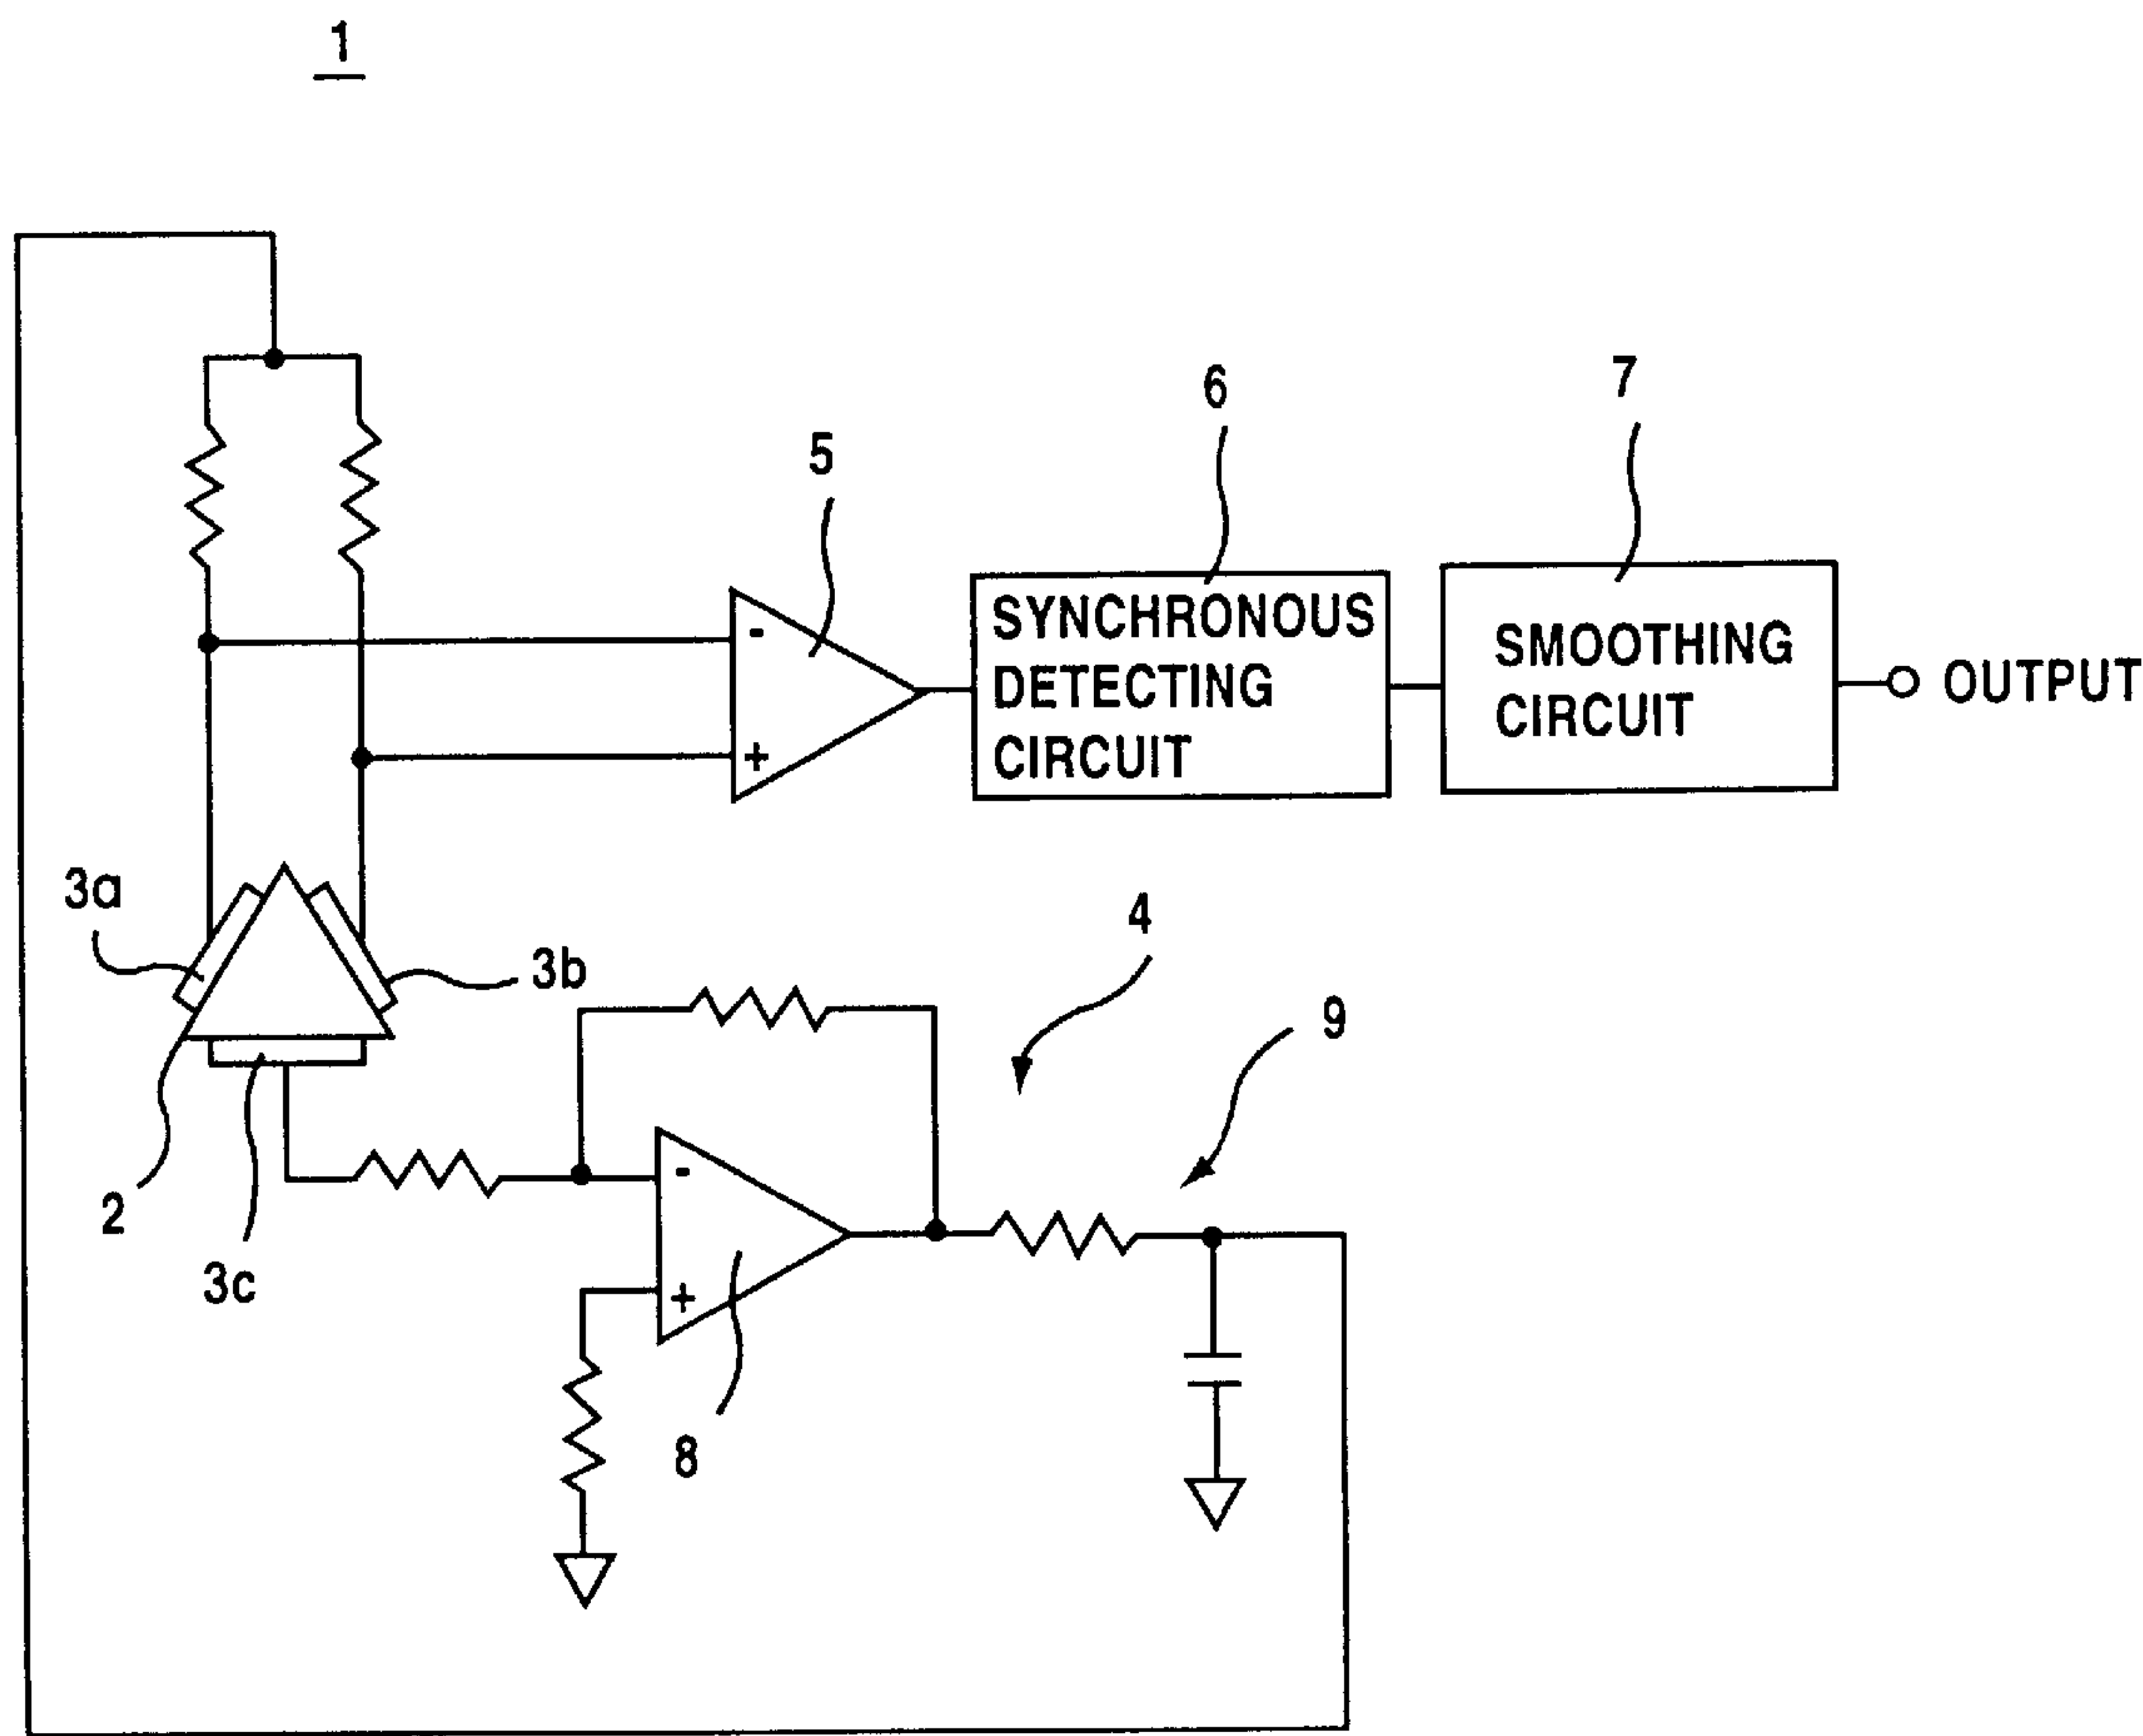 1
6
7
5
-
+
SYNCHRONOUS
DETECTING
CIRCUIT
SMOOTHING
CIRCUIT
OUTPUT
3a
3b
4
9
2
3c
-
+
8